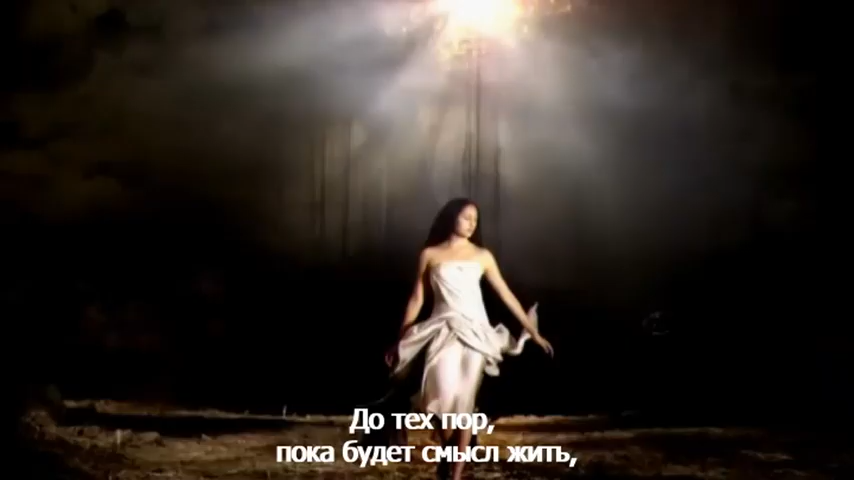 До тех пор,
пока будет смысл жить,